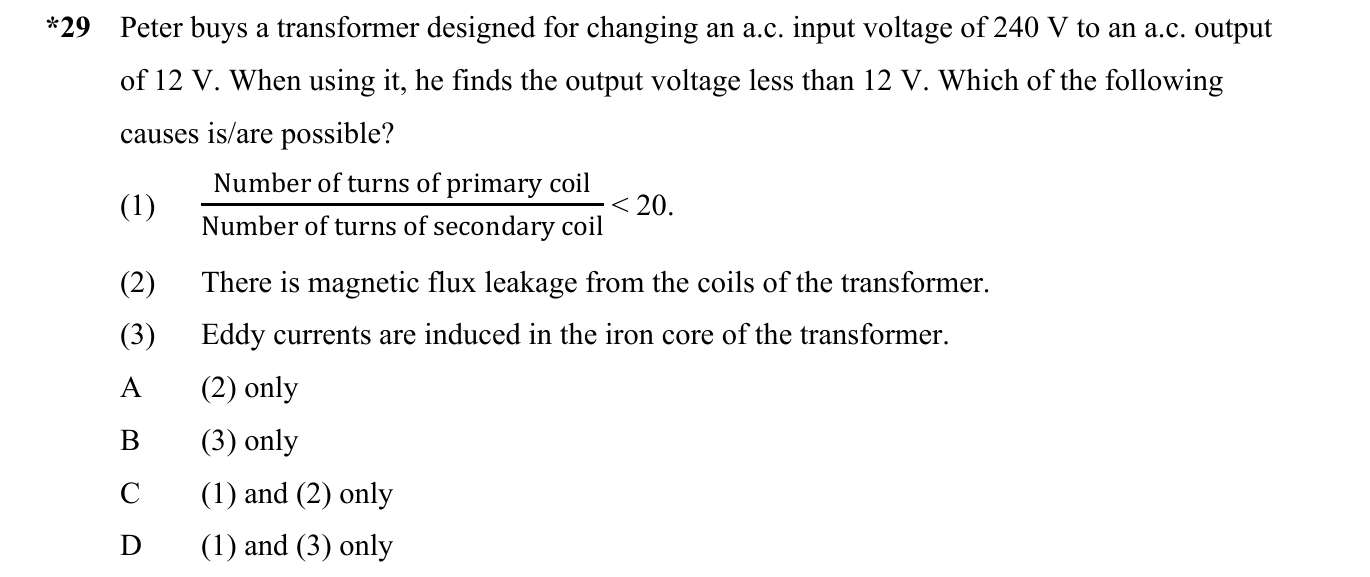 *29 Peter buys a transformer designed for changing an a.c. input voltage of 240 V to an a.c. output
of 12 V. When using it, he finds the output voltage less than 12 V. Which of the following
causes is/are possible?
Number of turns of primary coil
(1) ⁠ < 20.
Number of turns of secondary coil
(2) There is magnetic flux leakage from the coils of the transformer.
(3) Eddy currents are induced in the iron core of the transformer.
A (2) only
B (3) only
C (1) and (2) only
D (1) and (3) only